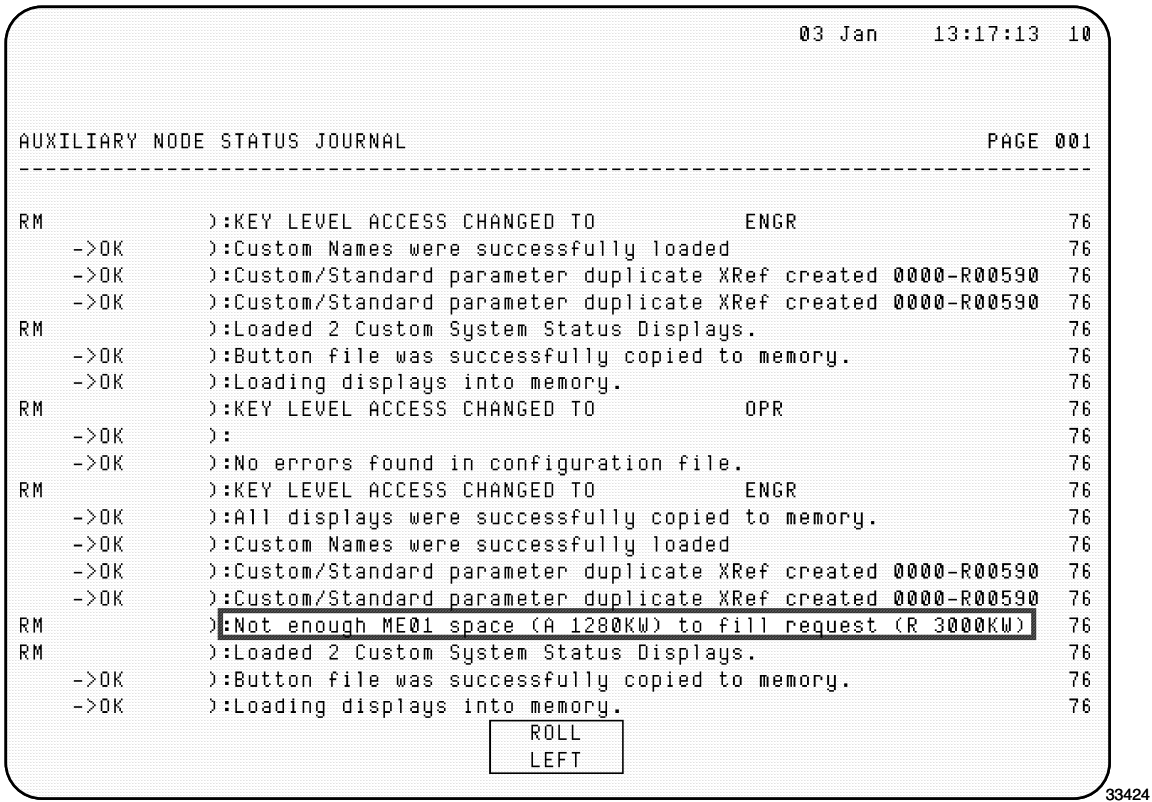 03 Jan 13:17:13 10
AUXILIARY NODE STATUS JOURNAL PAGE 001
--------------------------------------------------------------------------------
RM ):KEY LEVEL ACCESS CHANGED TO ENGR 76
->OK ):Custom Names were successfully loaded 76
->OK ):Custom/Standard parameter duplicate XRef created 0000-R00590 76
->OK ):Custom/Standard parameter duplicate XRef created 0000-R00590 76
RM ):Loaded 2 Custom System Status Displays. 76
->OK ):Button file was successfully copied to memory. 76
->OK ):Loading displays into memory. 76
RM ):KEY LEVEL ACCESS CHANGED TO OPR 76
->OK ): 76
->OK ):No errors found in configuration file. 76
RM ):KEY LEVEL ACCESS CHANGED TO ENGR 76
->OK ):All displays were successfully copied to memory. 76
->OK ):Custom Names were successfully loaded 76
->OK ):Custom/Standard parameter duplicate XRef created 0000-R00590 76
->OK ):Custom/Standard parameter duplicate XRef created 0000-R00590 76
RM ):Not enough ME01 space (A 1280KW) to fill request (R 3000KW) 76
RM ):Loaded 2 Custom System Status Displays. 76
->OK ):Button file was successfully copied to memory. 76
->OK ):Loading displays into memory. 76
ROLL
LEFT
33424